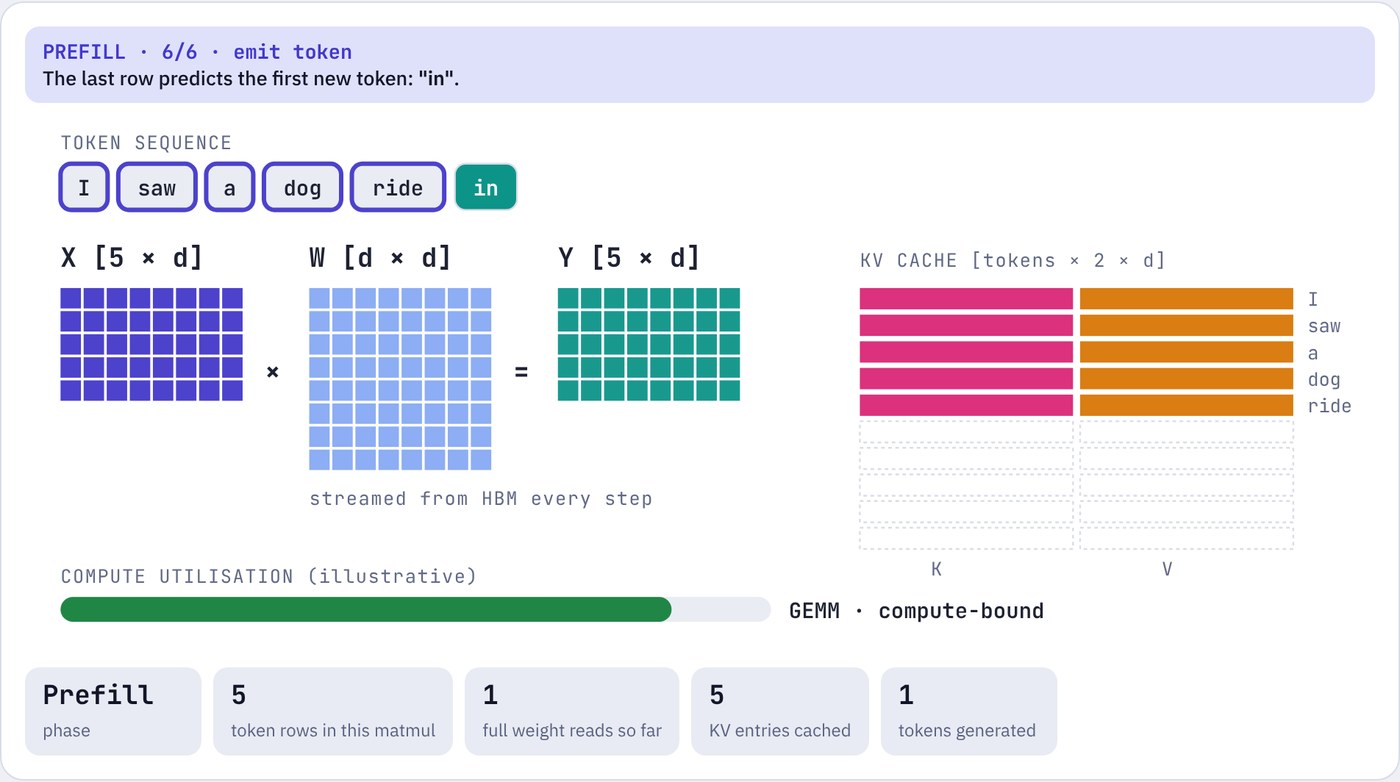 PREFILL · 6/6 · emit token
The last row predicts the first new token: "in".
TOKEN SEQUENCE
I saw a dog ride in
X [5 × d] W [d × d] Y [5 × d]
× =
streamed from HBM every step
KV CACHE [tokens × 2 × d]
I
saw
a
dog
ride
K V
COMPUTE UTILISATION (illustrative)
GEMM · compute-bound
Prefill
phase
5
token rows in this matmul
1
full weight reads so far
5
KV entries cached
1
tokens generated